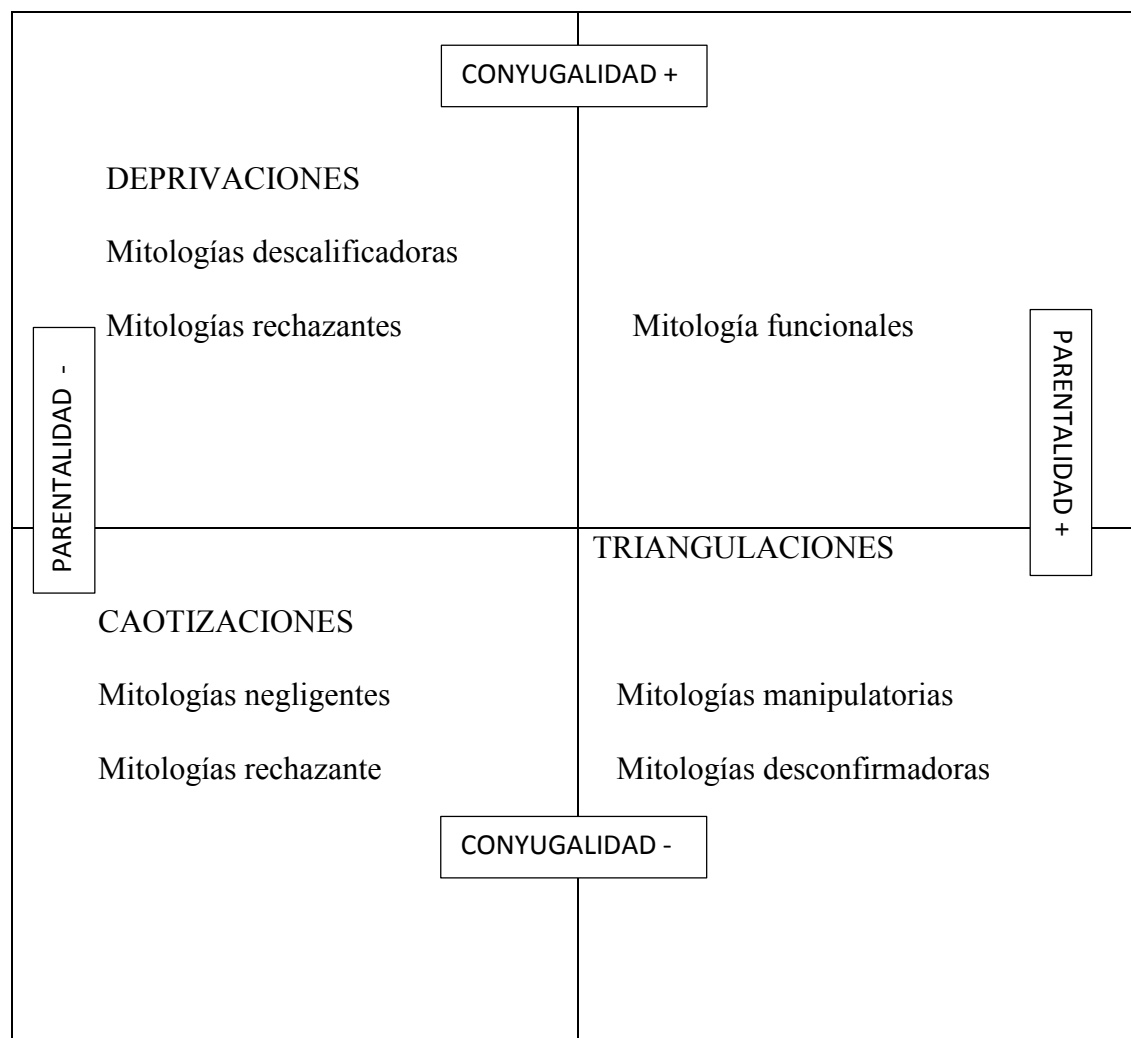 CONYUGALIDAD +
DEPRIVACIONES
Mitologías descalificadoras
Mitologías rechazantes
Mitología funcionales
PARENTALIDAD -
PARENTALIDAD +
TRIANGULACIONES
CAOTIZACIONES
Mitologías negligentes
Mitologías manipulatorias
Mitologías rechazante
Mitologías desconfirmadoras
CONYUGALIDAD -